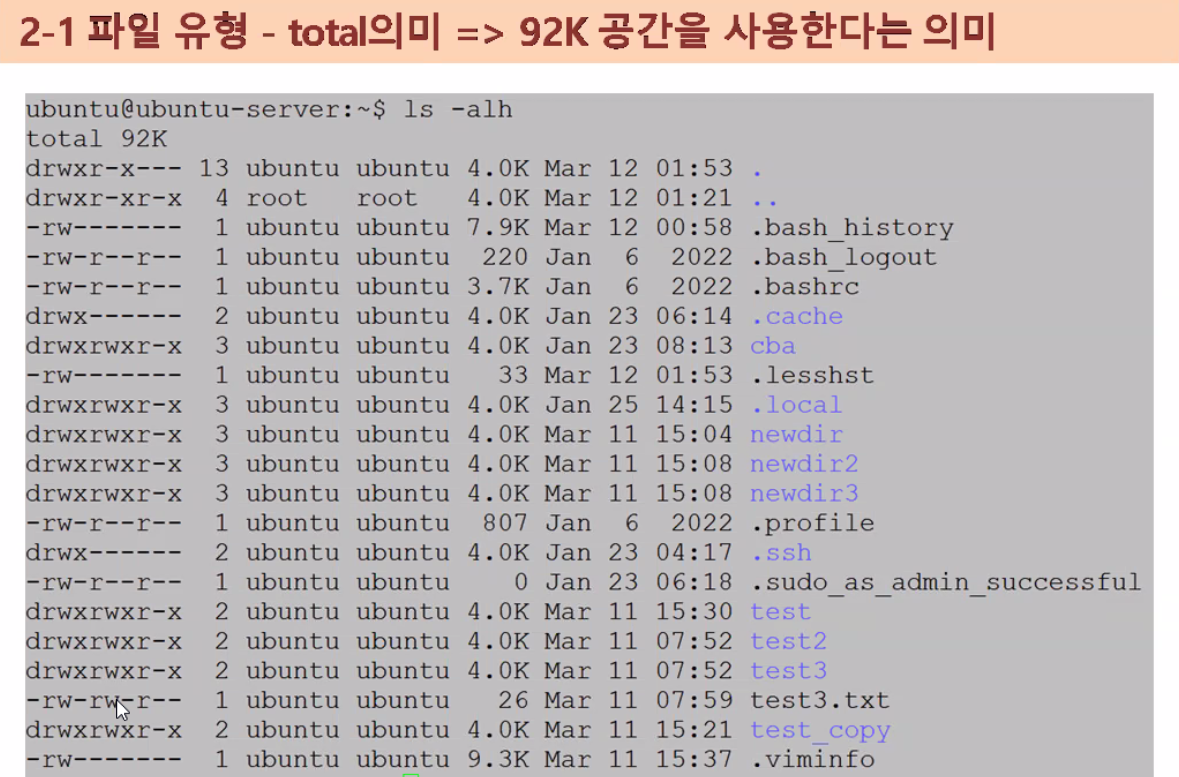 2-1 파일 유형 - total의미 => 92K 공간을 사용한다는 의미
ubuntu@ubuntu-server:~$ ls -alh
total 92K
drwxr-x--- 13 ubuntu ubuntu 4.0K Mar 12 01:53 .
drwxr-xr-x  4 root   root   4.0K Mar 12 01:21 ..
-rw-------  1 ubuntu ubuntu 7.9K Mar 12 00:58 .bash_history
-rw-r--r--  1 ubuntu ubuntu  220 Jan  6  2022 .bash_logout
-rw-r--r--  1 ubuntu ubuntu 3.7K Jan  6  2022 .bashrc
drwx------  2 ubuntu ubuntu 4.0K Jan 23 06:14 .cache
drwxrwxr-x  3 ubuntu ubuntu 4.0K Jan 23 08:13 cba
-rw-------  1 ubuntu ubuntu   33 Mar 12 01:53 .lesshst
drwxrwxr-x  3 ubuntu ubuntu 4.0K Jan 25 14:15 .local
drwxrwxr-x  3 ubuntu ubuntu 4.0K Mar 11 15:04 newdir
drwxrwxr-x  3 ubuntu ubuntu 4.0K Mar 11 15:08 newdir2
drwxrwxr-x  3 ubuntu ubuntu 4.0K Mar 11 15:08 newdir3
-rw-r--r--  1 ubuntu ubuntu  807 Jan  6  2022 .profile
drwx------  2 ubuntu ubuntu 4.0K Jan 23 04:17 .ssh
-rw-r--r--  1 ubuntu ubuntu    0 Jan 23 06:18 .sudo_as_admin_successful
drwxrwxr-x  2 ubuntu ubuntu 4.0K Mar 11 15:30 test
drwxrwxr-x  2 ubuntu ubuntu 4.0K Mar 11 07:52 test2
drwxrwxr-x  2 ubuntu ubuntu 4.0K Mar 11 07:52 test3
-rw-rw-r--  1 ubuntu ubuntu   26 Mar 11 07:59 test3.txt
drwxrwxr-x  2 ubuntu ubuntu 4.0K Mar 11 15:21 test_copy
-rw-------  1 ubuntu ubuntu 9.3K Mar 11 15:37 .viminfo